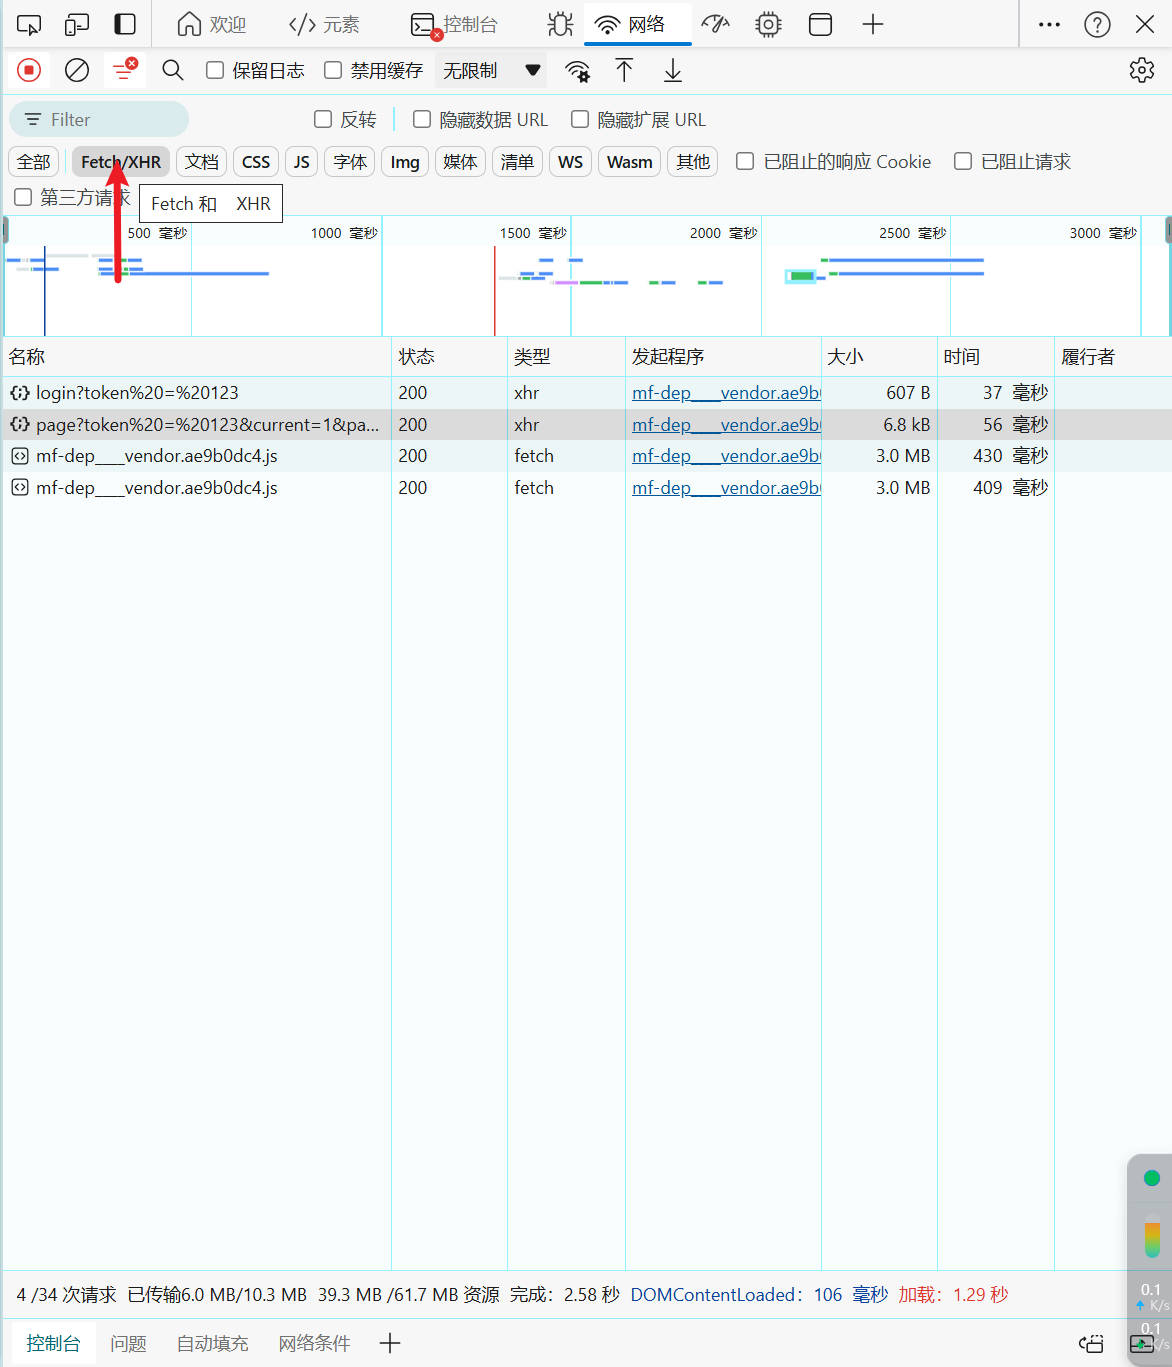 欢迎 元素 控制台 网络
保留日志 禁用缓存 无限制
Filter 反转 隐藏数据 URL 隐藏扩展 URL
全部 Fetch/XHR 文档 CSS JS 字体 Img 媒体 清单 WS Wasm 其他 已阻止的响应 Cookie 已阻止请求
第三方请求 Fetch 和 XHR
500 毫秒 1000 毫秒 1500 毫秒 2000 毫秒 2500 毫秒 3000 毫秒
名称 状态 类型 发起程序 大小 时间 履行者
login?token%20=%20123 200 xhr mf-dep____vendor.ae9b 607 B 37 毫秒
page?token%20=%20123&current=1&pa... 200 xhr mf-dep____vendor.ae9b 6.8 kB 56 毫秒
mf-dep____vendor.ae9b0dc4.js 200 fetch mf-dep____vendor.ae9b 3.0 MB 430 毫秒
mf-dep____vendor.ae9b0dc4.js 200 fetch mf-dep____vendor.ae9b 3.0 MB 409 毫秒
0.1
K/s
4 /34 次请求 已传输6.0 MB/10.3 MB 39.3 MB /61.7 MB 资源 完成：2.58 秒 DOMContentLoaded：106 毫秒 加载：1.29 秒
0.1
K/s
控制台 问题 自动填充 网络条件